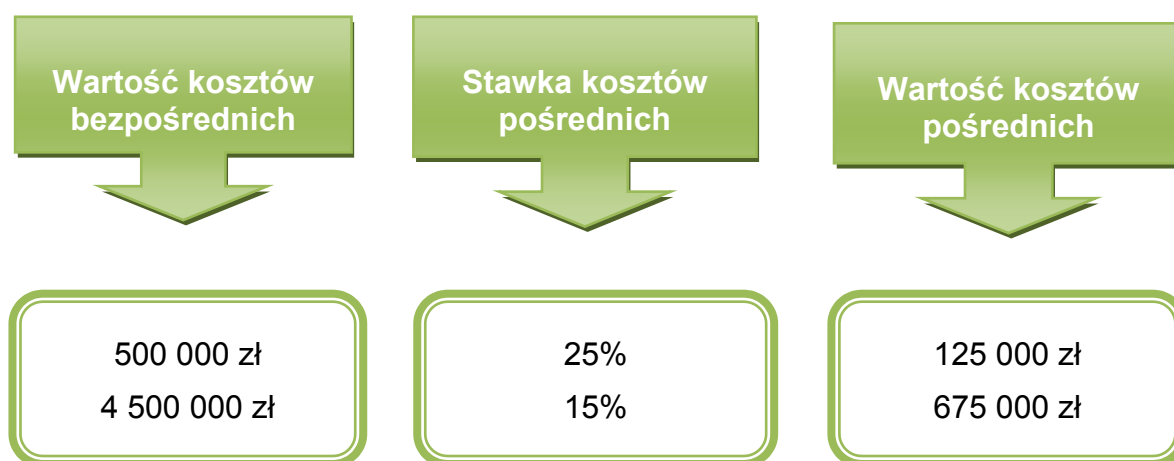 Wartość kosztów
bezpośrednich
Stawka kosztów
pośrednich
Wartość kosztów
pośrednich
500 000 zł
4 500 000 zł
25%
15%
125 000 zł
675 000 zł